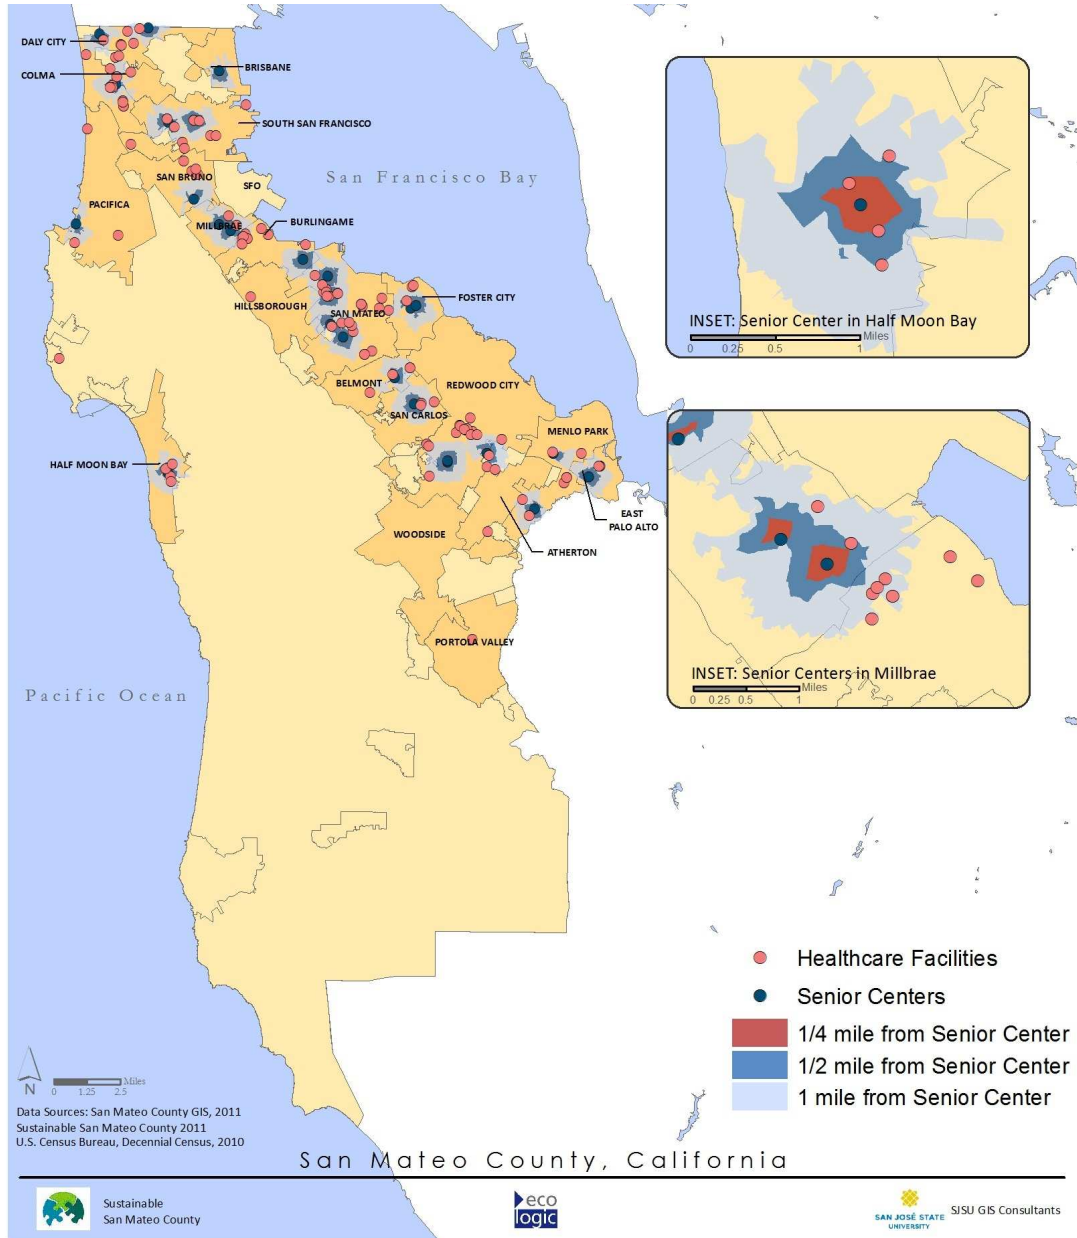 DALY CITY
COLMA
BRISBANE
SOUTH SAN FRANCISCO
San Francisco Bay
SAN BRUNO
SFO
PACIFICA
MILLBRAE
BURLINGAME
HILLSBOROUGH
SAN MATEO
FOSTER CITY
BELMONT
REDWOOD CITY
SAN CARLOS
MENLO PARK
HALF MOON BAY
EAST
PALO ALTO
WOODSIDE
ATHERTON
PORTOLA VALLEY
Pacific Ocean
INSET: Senior Center in Half Moon Bay
Miles
0 0.25 0.5 1
INSET: Senior Centers in Millbrae
Miles
0 0.25 0.5 1
Healthcare Facilities
Senior Centers
1/4 mile from Senior Center
1/2 mile from Senior Center
1 mile from Senior Center
N
Miles
0 1.25 2.5
Data Sources: San Mateo County GIS, 2011
Sustainable San Mateo County 2011
U.S. Census Bureau, Decennial Census, 2010
San Mateo County, California
Sustainable
San Mateo County
eco
logic
SAN JOSÉ STATE
UNIVERSITY
SJSU GIS Consultants